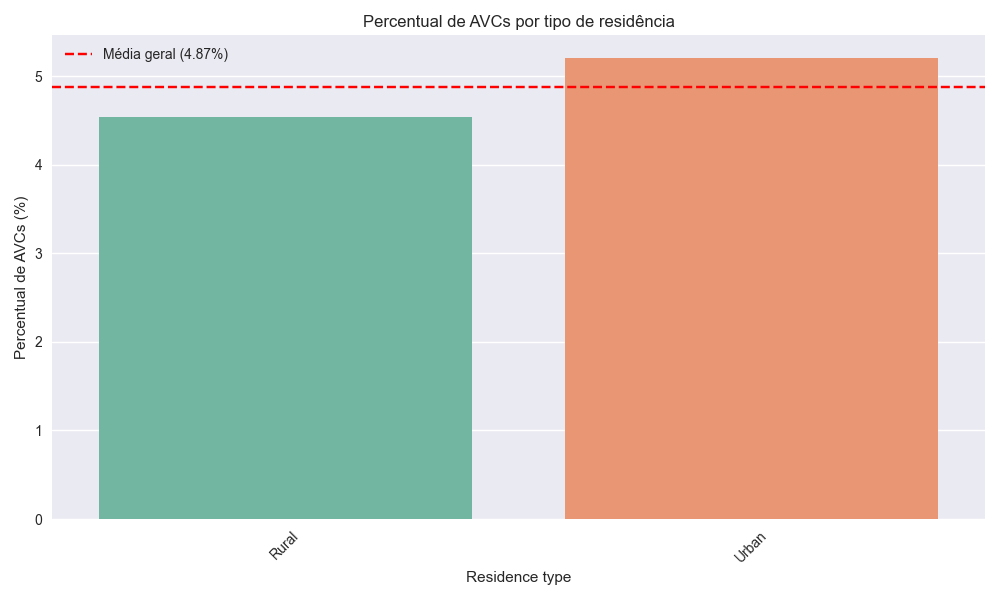 Percentual de AVCs por tipo de residência
Média geral (4.87%)
Percentual de AVCs (%)
5
4
3
2
1
0
Rural
Urban
Residence type